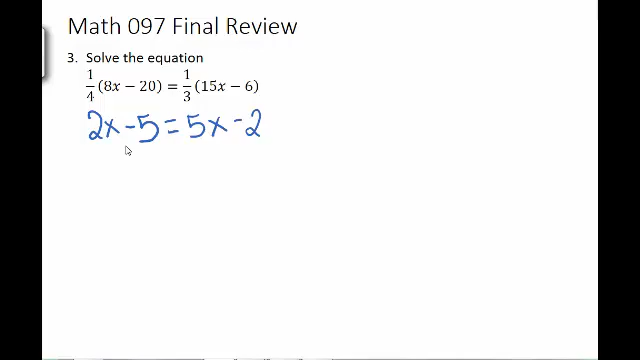 Math 097 Final Review
3. Solve the equation
1/4 (8x − 20) = 1/3 (15x − 6)
2x − 5 = 5x − 2